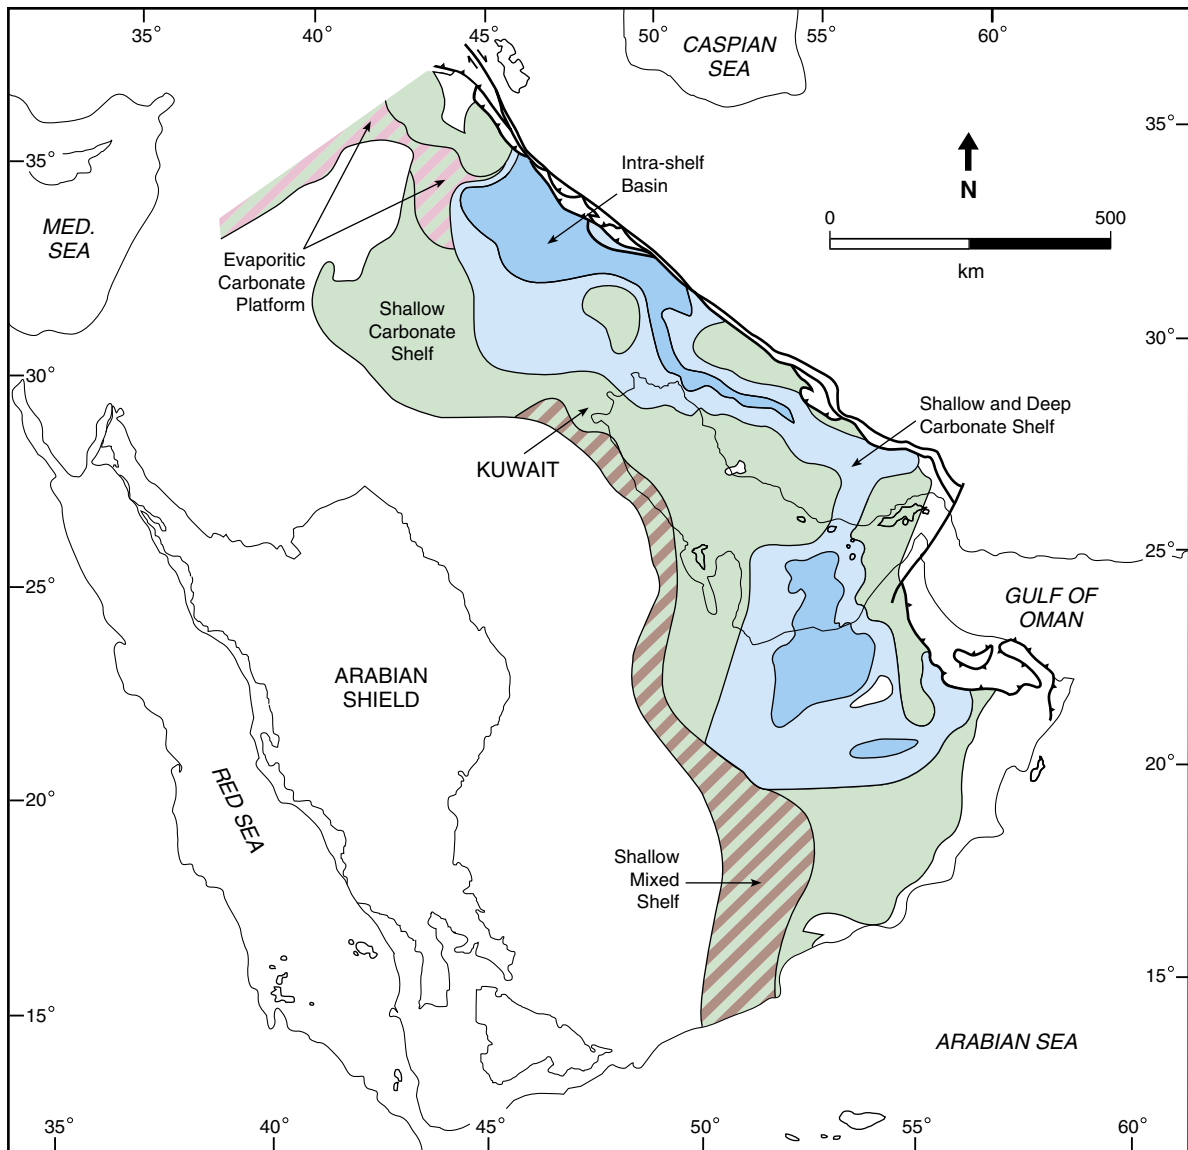 35°
40°
45°
50°
55°
60°
CASPIAN
SEA
35°
35°
Intra-shelf
Basin
N
0
500
km
MED.
SEA
Evaporitic
Carbonate
Platform
Shallow
Carbonate
Shelf
30°
30°
Shallow and Deep
Carbonate Shelf
KUWAIT
25°
25°
GULF OF
OMAN
ARABIAN
SHIELD
20°
20°
RED SEA
Shallow
Mixed
Shelf
15°
15°
ARABIAN SEA
35°
40°
45°
50°
55°
60°